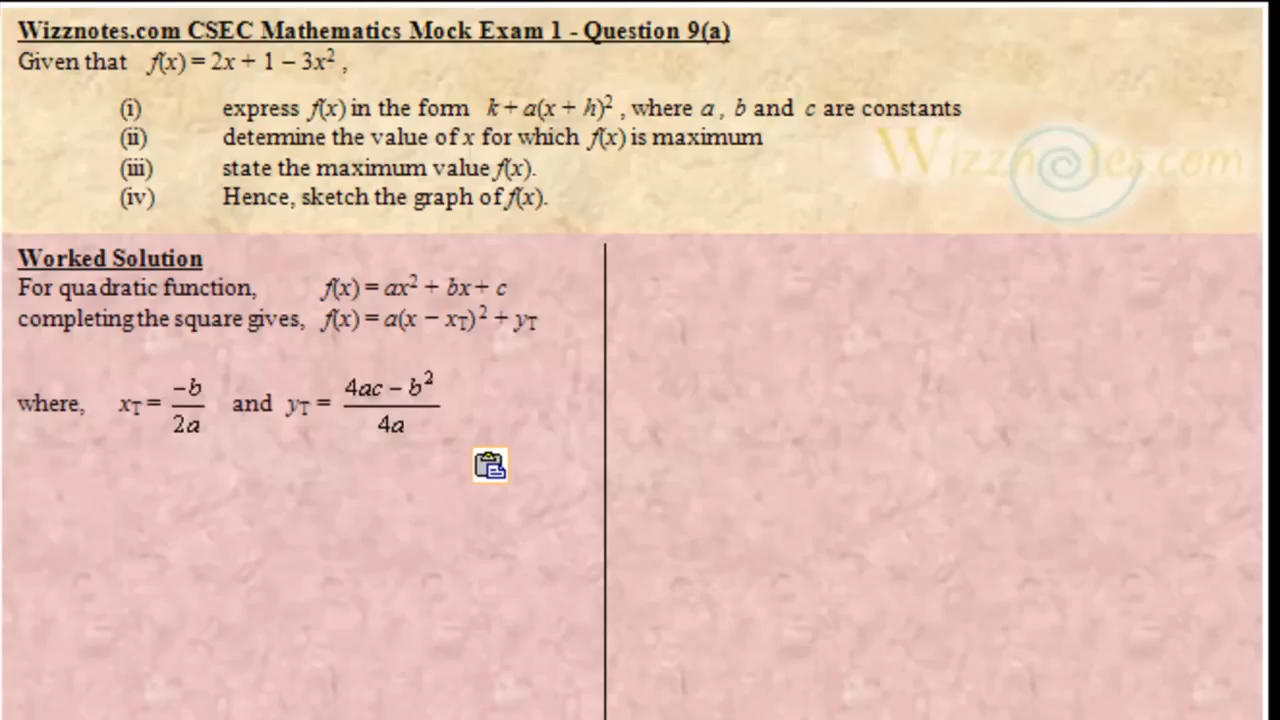 Wizznotes.com CSEC Mathematics Mock Exam 1 - Question 9(a)
Given that f(x) = 2x + 1 – 3x² ,
(i) express f(x) in the form k + a(x + h)² , where a , b and c are constants
(ii) determine the value of x for which f(x) is maximum
(iii) state the maximum value f(x).
(iv) Hence, sketch the graph of f(x).
Wizznotes.com
Worked Solution
For quadratic function, f(x) = ax² + bx + c
completing the square gives, f(x) = a(x – xT)² + yT
where, xT = −b/2a and yT = (4ac − b²)/4a